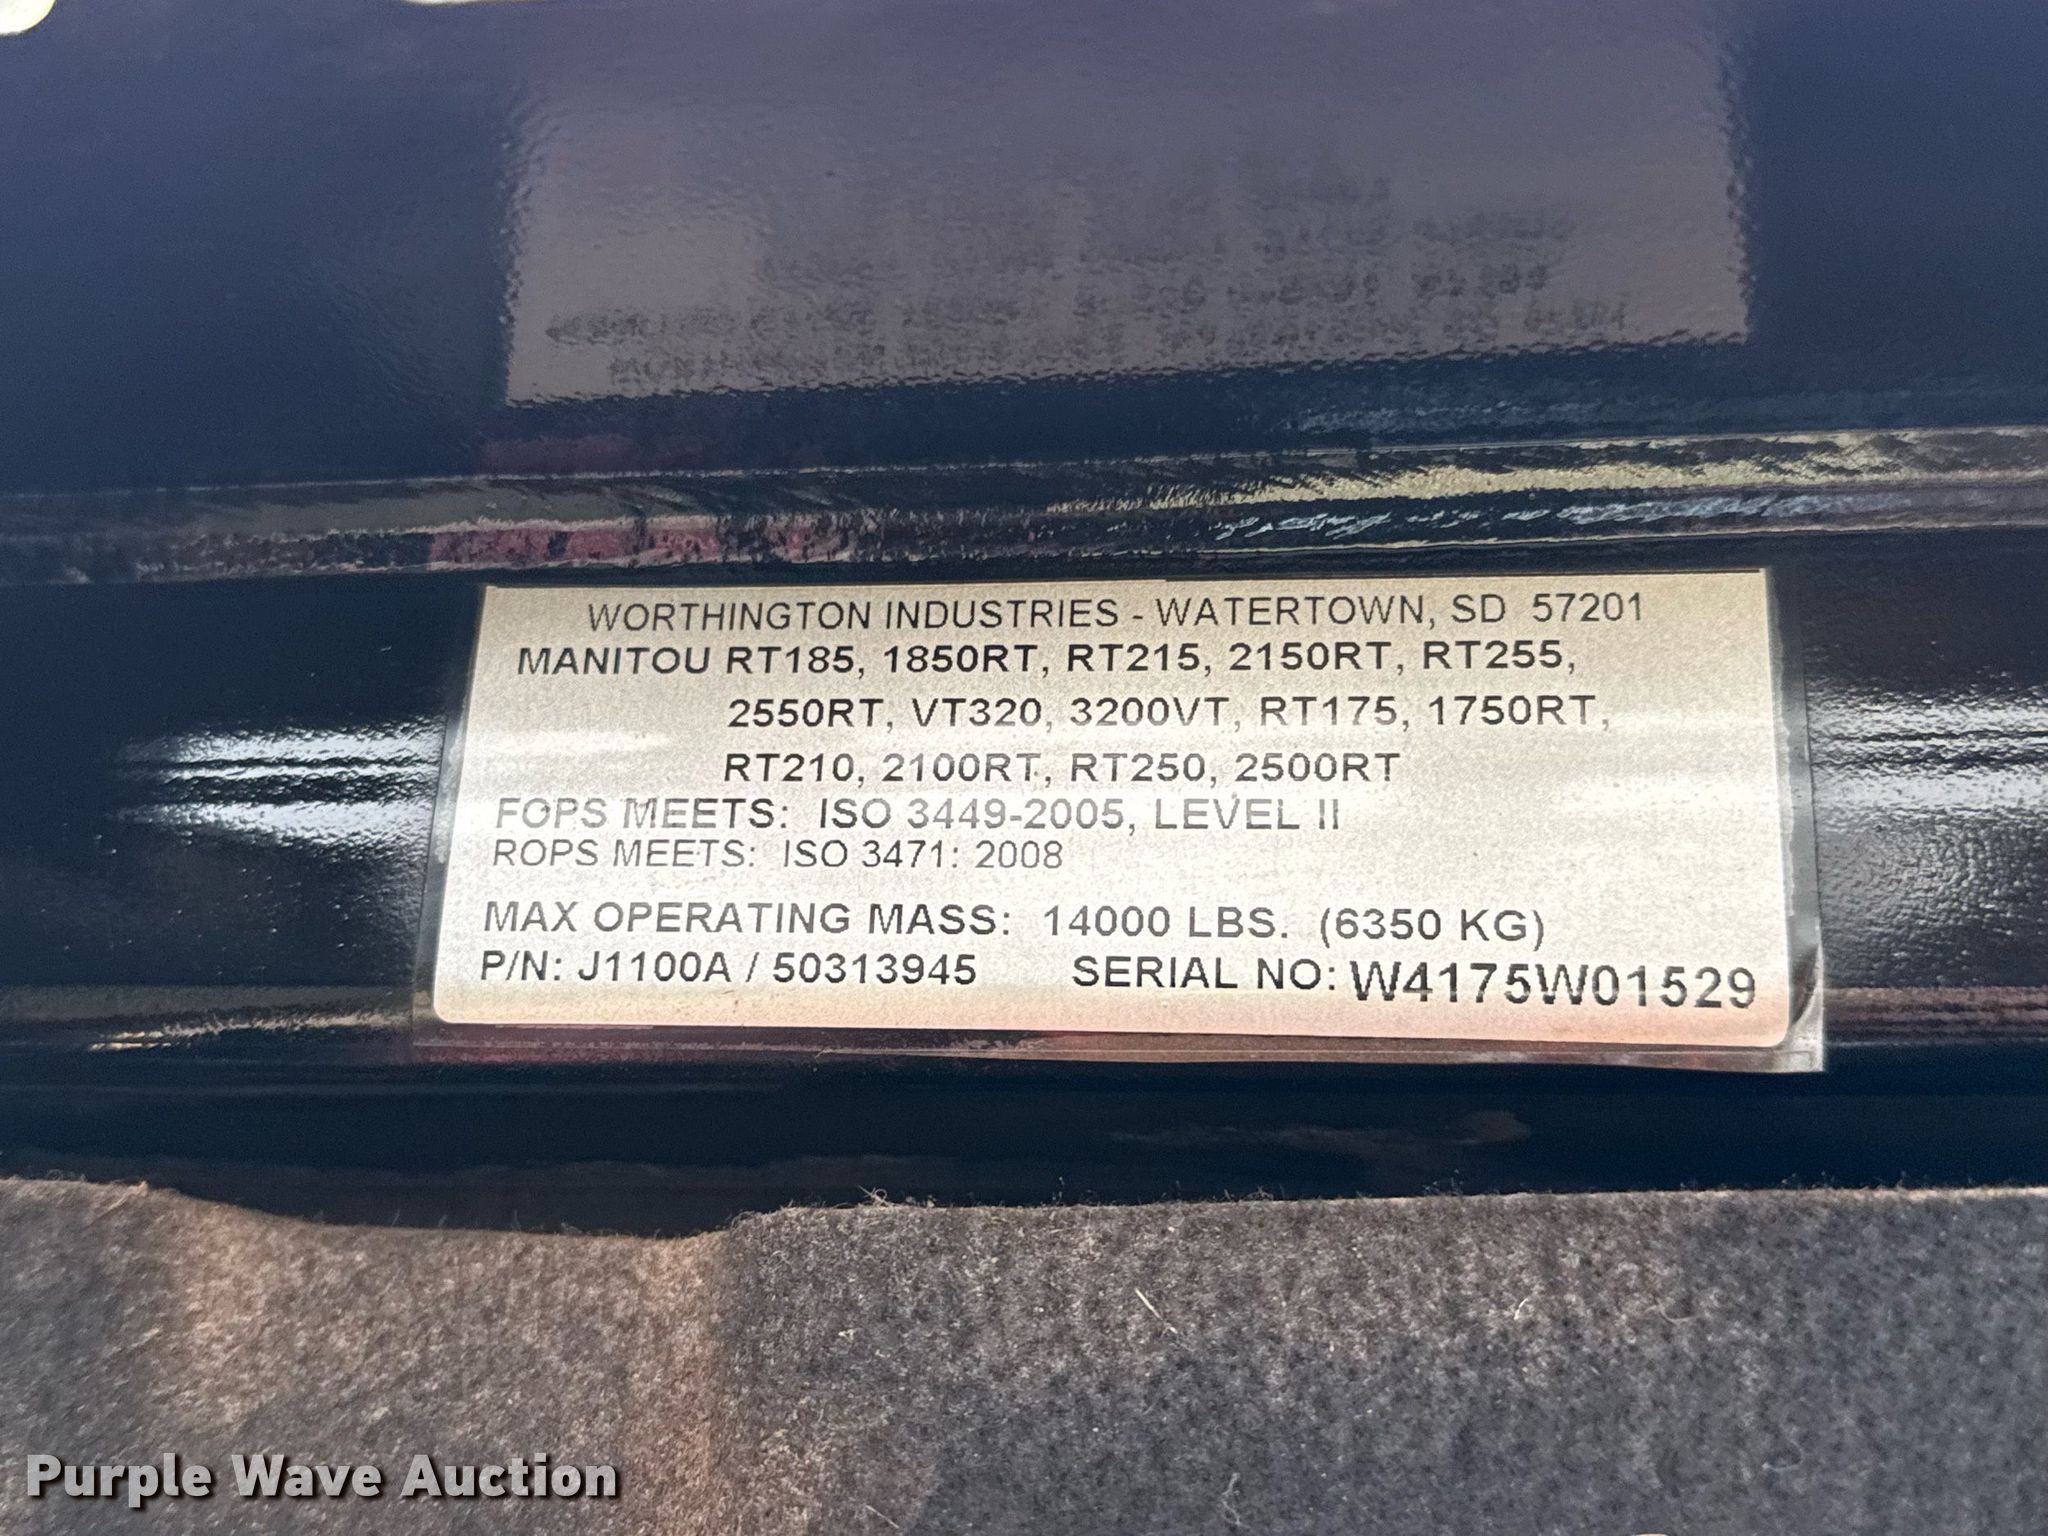 WORTHINGTON INDUSTRIES - WATERTOWN, SD 57201
MANITOU RT185, 1850RT, RT215, 2150RT, RT255,
2550RT, VT320, 3200VT, RT175, 1750RT,
RT210, 2100RT, RT250, 2500RT
FOPS MEETS: ISO 3449-2005, LEVEL II
ROPS MEETS: ISO 3471: 2008
MAX OPERATING MASS: 14000 LBS. (6350 KG)
P/N: J1100A / 50313945 SERIAL NO: W4175W01529
Purple Wave Auction